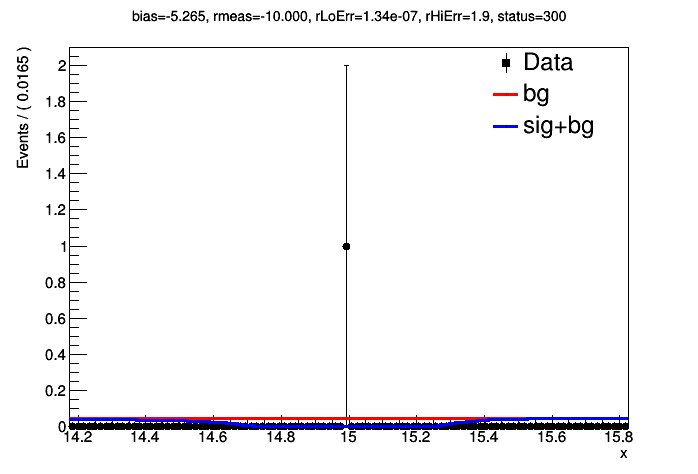 bias=-5.265, rmeas=-10.000, rLoErr=1.34e-07, rHiErr=1.9, status=300
Events / ( 0.0165 )
2
1.8
1.6
1.4
1.2
1
0.8
0.6
0.4
0.2
0
Data
bg
sig+bg
14.2 14.4 14.6 14.8 15 15.2 15.4 15.6 15.8
x